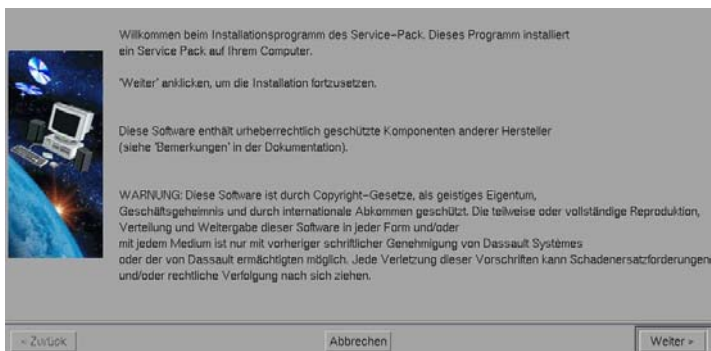 Willkommen beim Installationsprogramm des Service-Pack. Dieses Programm installiert
ein Service Pack auf Ihrem Computer.
'Weiter' anklicken, um die Installation fortzusetzen.
Diese Software enthält urheberrechtlich geschützte Komponenten anderer Hersteller
(siehe 'Bemerkungen' in der Dokumentation).
WARNUNG: Diese Software ist durch Copyright-Gesetze, als geistiges Eigentum,
Geschäftsgeheimnis und durch internationale Abkommen geschützt. Die teilweise oder vollständige Reproduktion,
Verteilung und Weitergabe dieser Software in jeder Form und/oder
mit jedem Medium ist nur mit vorheriger schriftlicher Genehmigung von Dassault Systèmes
oder der von Dassault ermächtigten möglich. Jede Verletzung dieser Vorschriften kann Schadenersatzforderungen
und/oder rechtliche Verfolgung nach sich ziehen.
< Zurück
Abbrechen
Weiter >